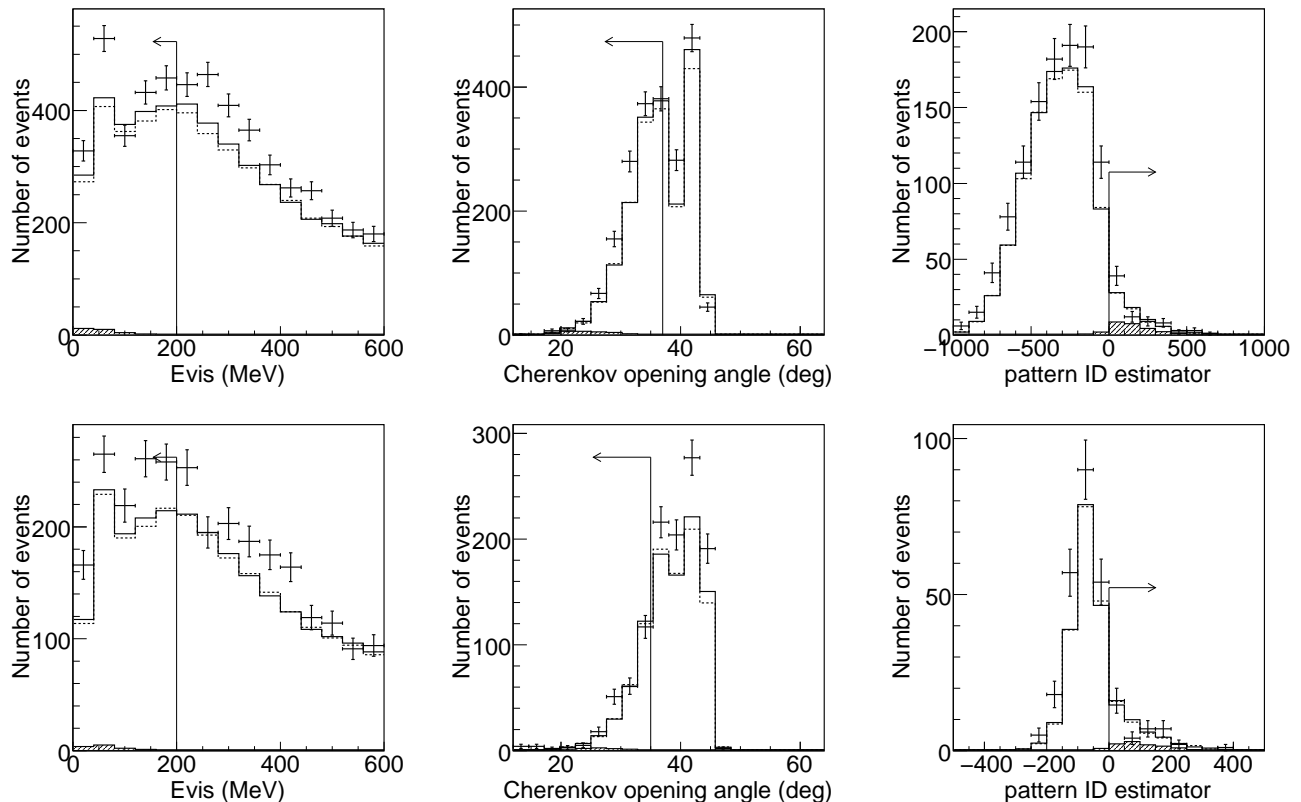 Number of events
400
200
0
0 200 400 600
Evis (MeV)
Number of events
400
200
0
20 40 60
Cherenkov opening angle (deg)
Number of events
200
150
100
50
0
−1000 −500 0 500 1000
pattern ID estimator
Number of events
200
100
0
0 200 400 600
Evis (MeV)
Number of events
300
200
100
0
20 40 60
Cherenkov opening angle (deg)
Number of events
100
50
0
−400 −200 0 200 400
pattern ID estimator